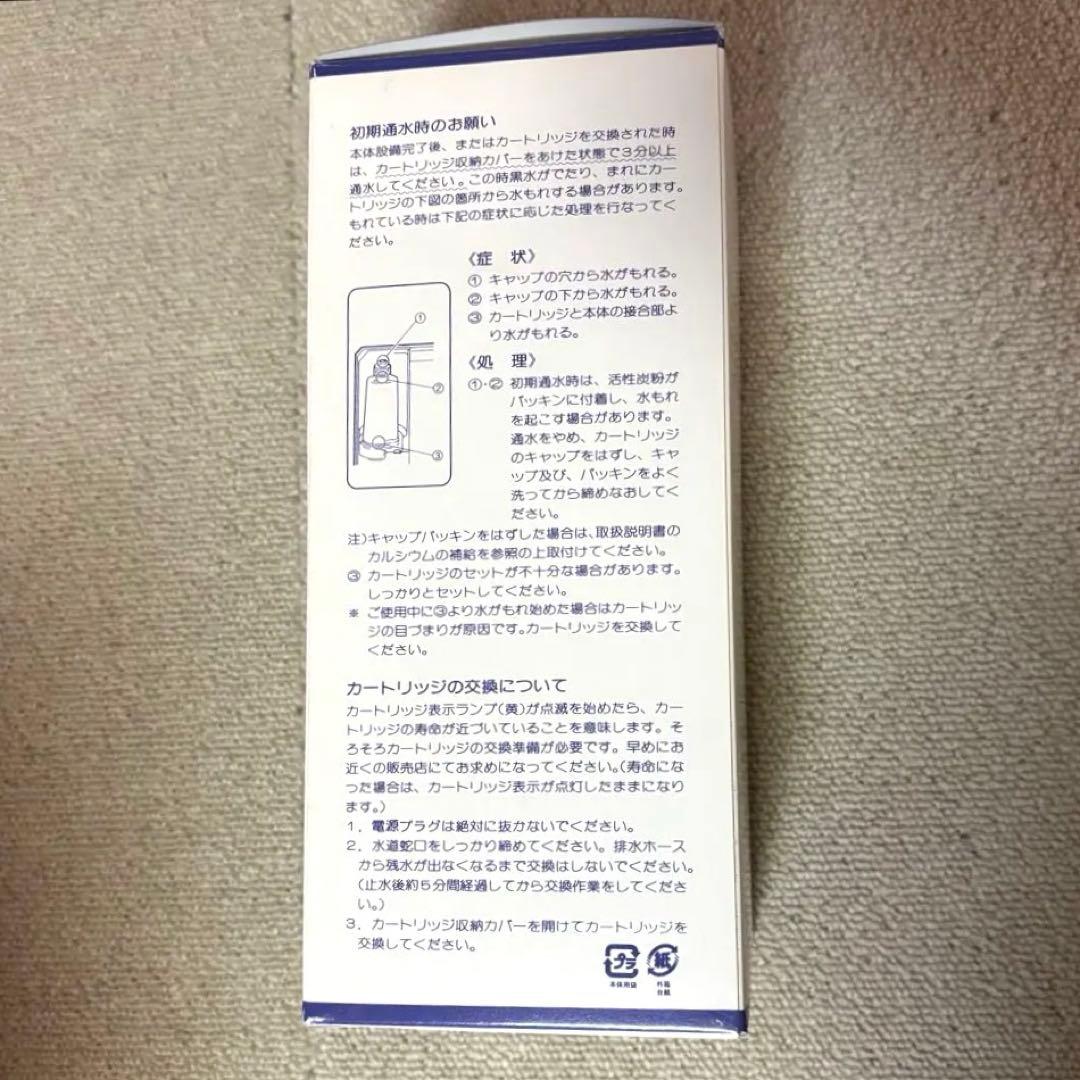 初期通水時のお願い
本体設備完了後、またはカートリッジを交換された時
は、カートリッジ収納カバーをあけた状態で3分以上
通水してください。この時黒水がでたり、まれにカー
トリッジの下図の箇所から水もれする場合があります。
もれている時は下記の症状に応じた処理を行なってく
ださい。
《症　状》
① キャップの穴から水がもれる。
② キャップの下から水がもれる。
③ カートリッジと本体の接合部よ
り水がもれる。
①
②
③
《処　理》
①・② 初期通水時は、活性炭粉が
パッキンに付着し、水もれ
を起こす場合があります。
通水をやめ、カートリッジ
のキャップをはずし、キャ
ップ及び、パッキンをよく
洗ってから締めなおしてく
ださい。
注)キャップパッキンをはずした場合は、取扱説明書の
カルシウムの補給を参照の上取付けてください。
③ カートリッジのセットが不十分な場合があります。
しっかりとセットしてください。
※ ご使用中に③より水がもれ始めた場合はカートリッ
ジの目づまりが原因です。カートリッジを交換して
ください。
カートリッジの交換について
カートリッジ表示ランプ(黄)が点滅を始めたら、カー
トリッジの寿命が近づいていることを意味します。そ
ろそろカートリッジの交換準備が必要です。早めにお
近くの販売店にてお求めになってください。(寿命にな
った場合は、カートリッジ表示が点灯したままになり
ます。)
1. 電源プラグは絶対に抜かないでください。
2. 水道蛇口をしっかり締めてください。排水ホース
から残水が出なくなるまで交換はしないでください。
(止水後約5分間経過してから交換作業をしてくださ
い。)
3. カートリッジ収納カバーを開けてカートリッジを
交換してください。
プラ 紙
本体用袋 外箱
台紙